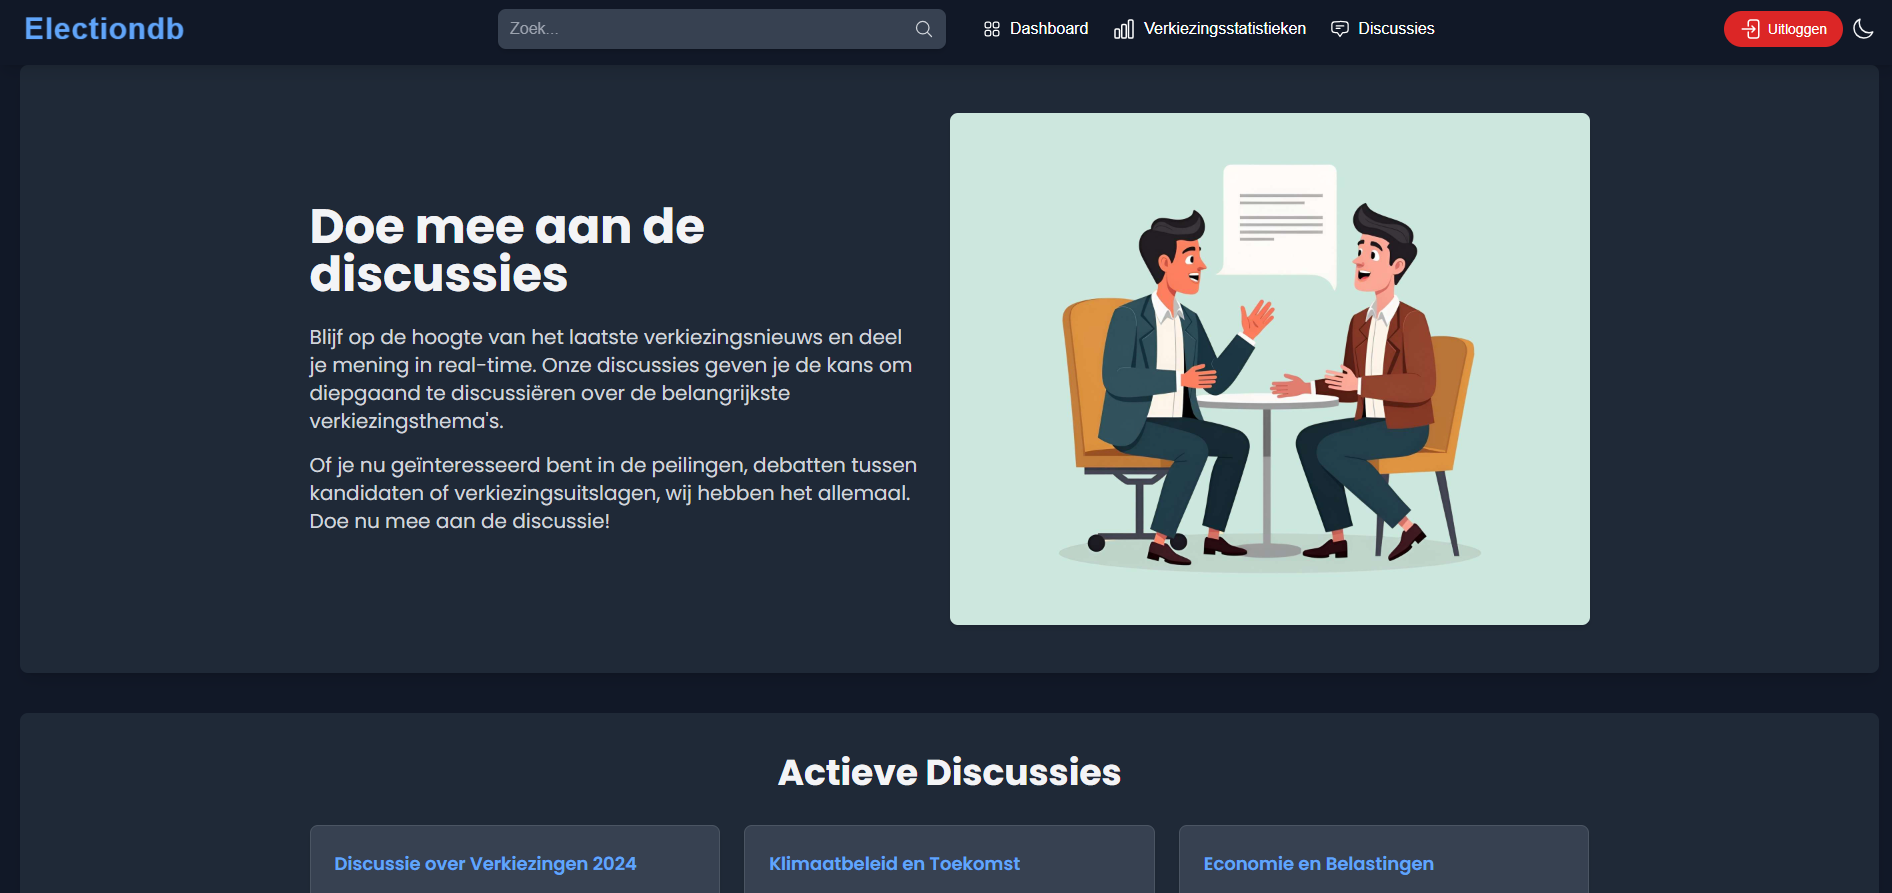 Electiondb
Zoek...
Dashboard
Verkiezingsstatistieken
Discussies
Uitloggen
Doe mee aan de
discussies
Blijf op de hoogte van het laatste verkiezingsnieuws en deel
je mening in real-time. Onze discussies geven je de kans om
diepgaand te discussiëren over de belangrijkste
verkiezingsthema's.
Of je nu geïnteresseerd bent in de peilingen, debatten tussen
kandidaten of verkiezingsuitslagen, wij hebben het allemaal.
Doe nu mee aan de discussie!
Actieve Discussies
Discussie over Verkiezingen 2024
Klimaatbeleid en Toekomst
Economie en Belastingen